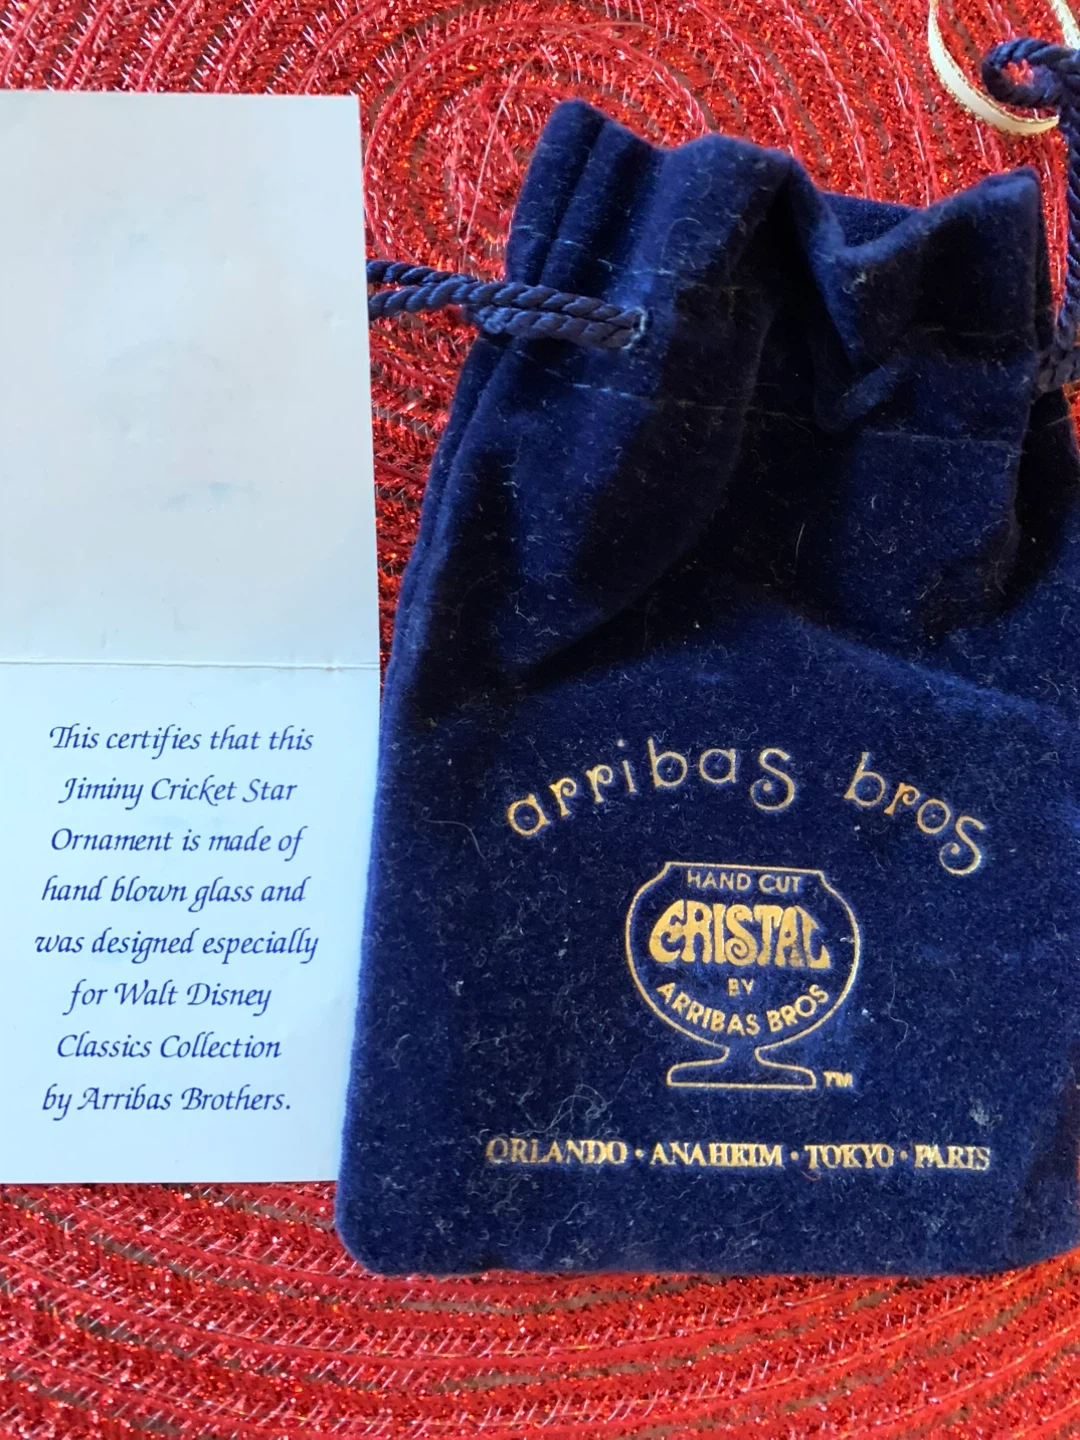 This certifies that this
Jiminy Cricket Star
Ornament is made of
hand blown glass and
was designed especially
for Walt Disney
Classics Collection
by Arribas Brothers.
arribas bros
HAND CUT
CRISTAL
BY
ARRIBAS BROS
TM
ORLANDO • ANAHEIM • TOKYO • PARIS